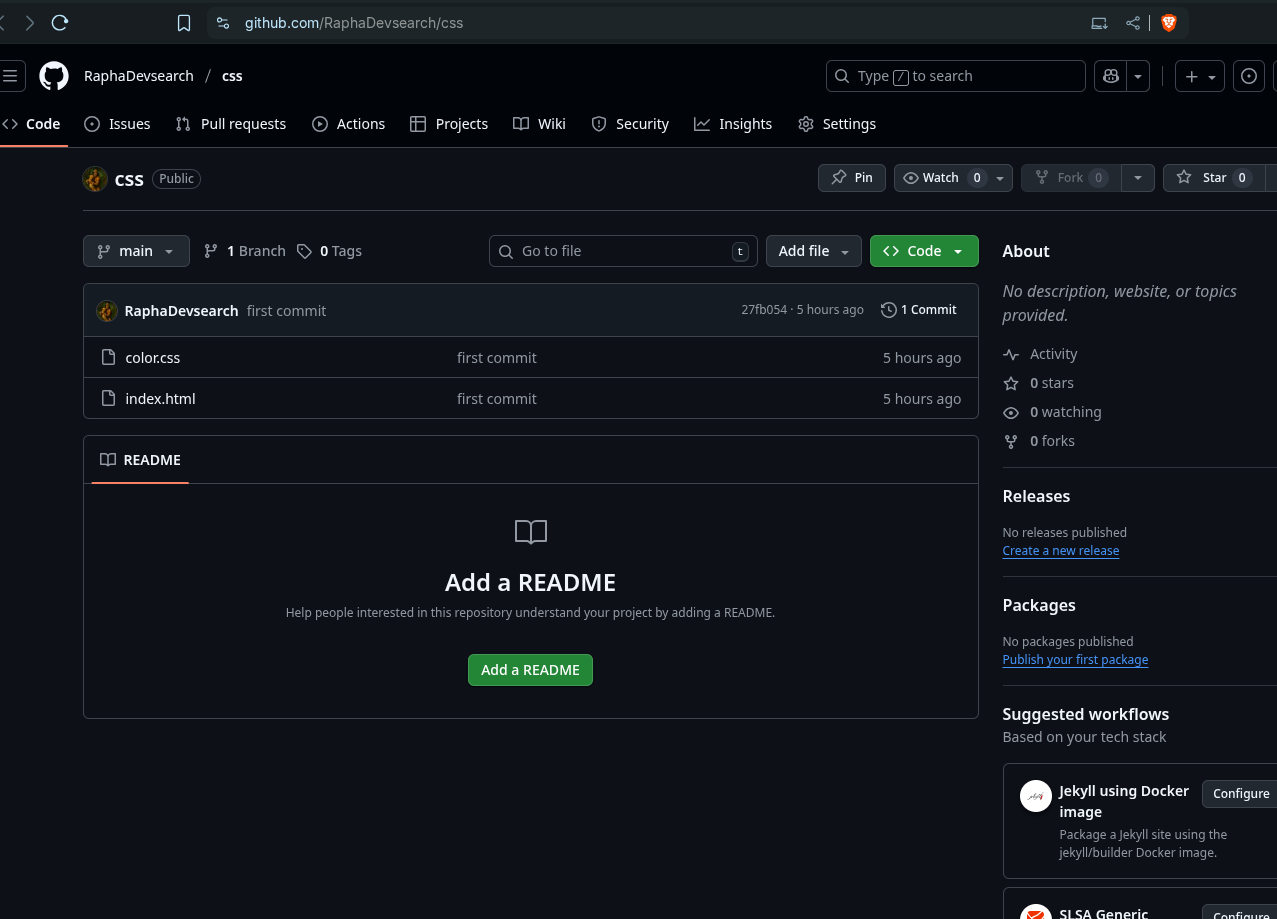 github.com/RaphaDevsearch/css
RaphaDevsearch / css
Type / to search
Code Issues Pull requests Actions Projects Wiki Security Insights Settings
css Public
Pin Watch 0 Fork 0 Star 0
main 1 Branch 0 Tags Go to file t Add file Code
RaphaDevsearch first commit 27fb054 · 5 hours ago 1 Commit
color.css first commit 5 hours ago
index.html first commit 5 hours ago
README
Add a README
Help people interested in this repository understand your project by adding a README.
Add a README
About
No description, website, or topics
provided.
Activity
0 stars
0 watching
0 forks
Releases
No releases published
Create a new release
Packages
No packages published
Publish your first package
Suggested workflows
Based on your tech stack
Jekyll using Docker
image
Configure
Package a Jekyll site using the
jekyll/builder Docker image.
SLSA Generic
Configure